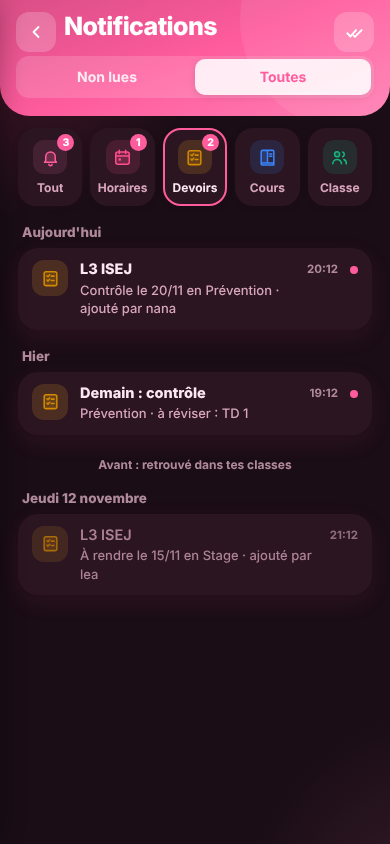 Notifications
Non lues
Toutes
3
1
2
Tout
Horaires
Devoirs
Cours
Classe
Aujourd'hui
L3 ISEJ
20:12
Contrôle le 20/11 en Prévention ·
ajouté par nana
Hier
Demain : contrôle
19:12
Prévention · à réviser : TD 1
Avant : retrouvé dans tes classes
Jeudi 12 novembre
L3 ISEJ
21:12
À rendre le 15/11 en Stage · ajouté par
lea